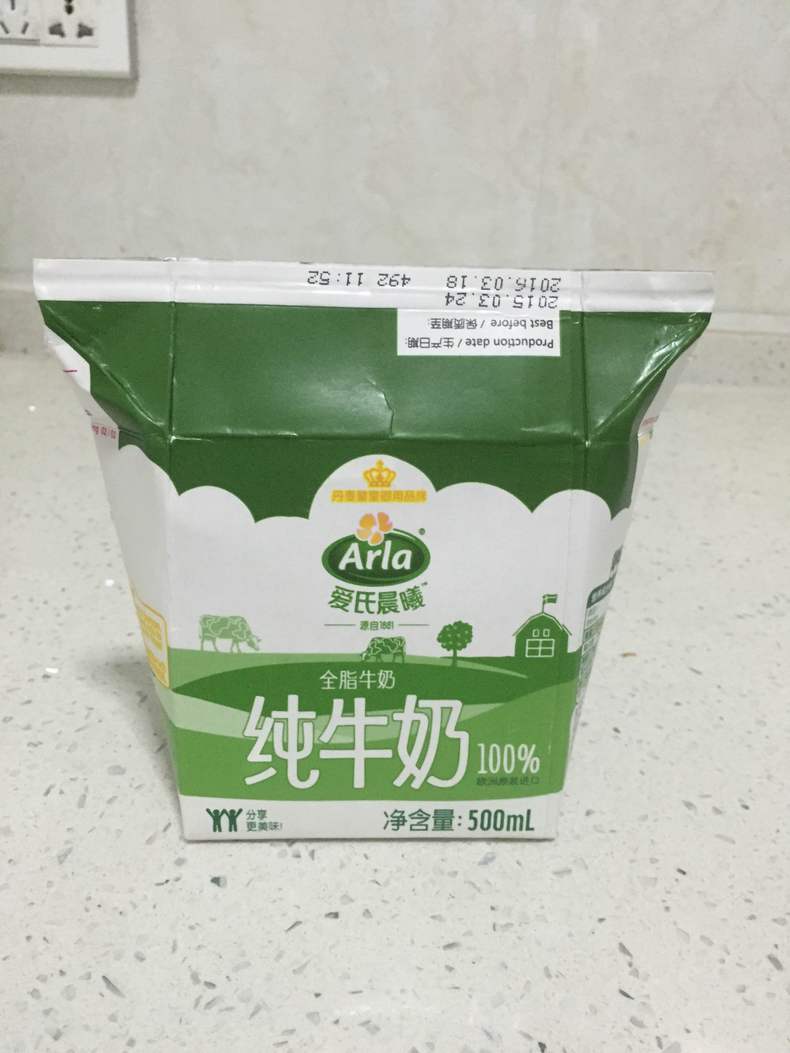 492 11:52
2016.03.18
2015.03.24
Best before / 保质期至:
Production date / 生产日期:
丹麦皇室御用品牌
Arla®
爱氏晨曦™
源自1881
全脂牛奶
纯牛奶
100%
欧洲原装进口
分享
更美味!
净含量: 500mL